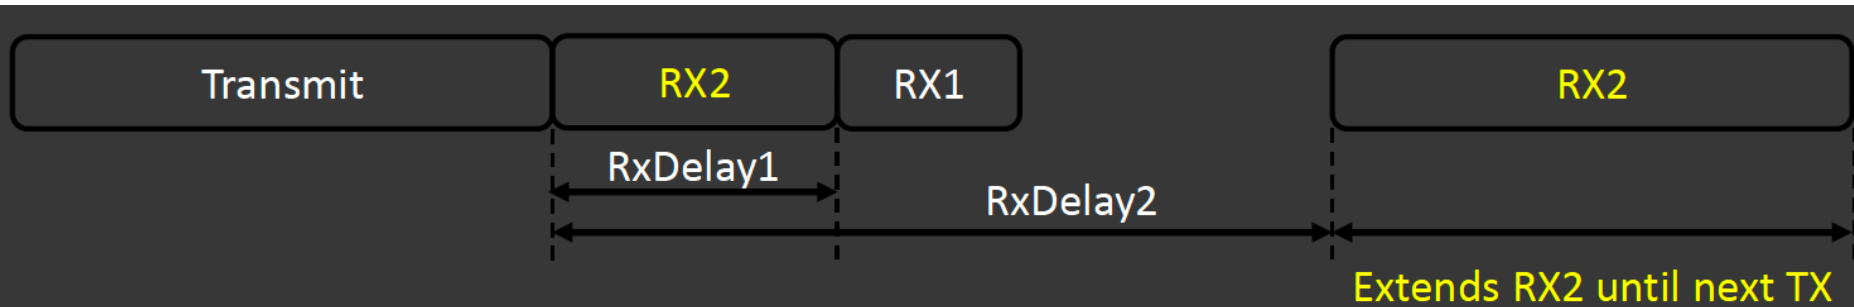 Transmit
RX2
RX1
RX2
RxDelay1
RxDelay2
Extends RX2 until next TX